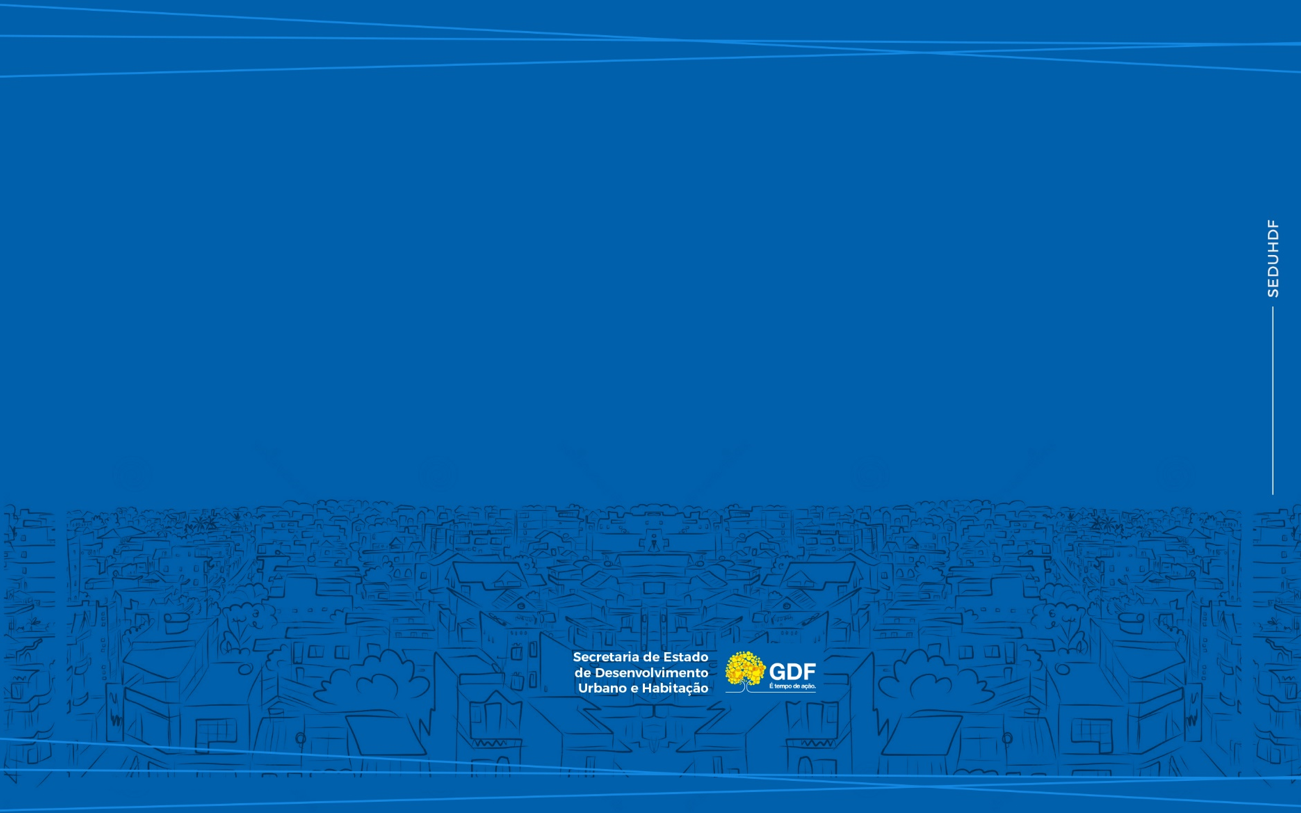 SEDUHDF
Secretaria de Estado
de Desenvolvimento
Urbano e Habitação
GDF
É tempo de ação.